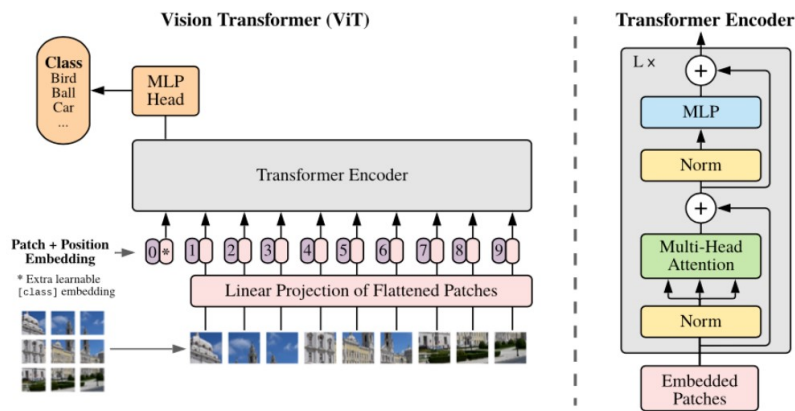 Vision Transformer (ViT)
Class
Bird
Ball
Car
...
MLP
Head
Transformer Encoder
Patch + Position
Embedding
0 * 1 2 3 4 5 6 7 8 9
* Extra learnable
[class] embedding
Linear Projection of Flattened Patches
Transformer Encoder
L ×
+
MLP
Norm
+
Multi-Head
Attention
Norm
Embedded
Patches